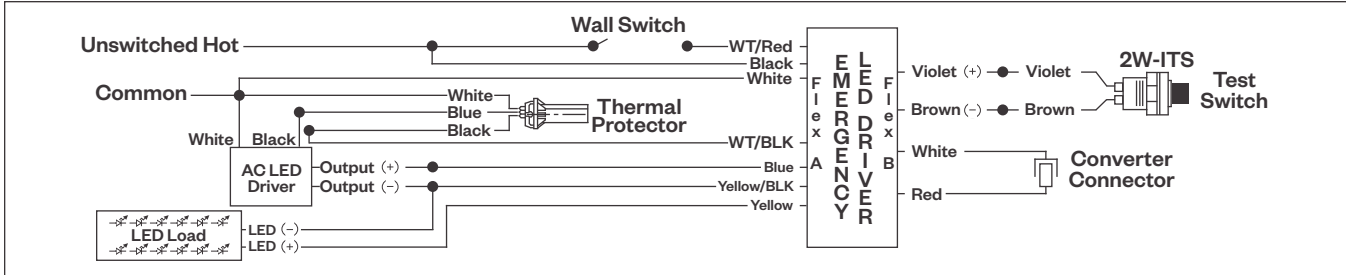 Wall Switch
Unswitched Hot
WT/Red
Black
White
Common
White
Blue
Black
Thermal
Protector
White
Black
WT/BLK
AC LED
Driver
Output (+)
Output (-)
Blue
Yellow/BLK
Yellow
LED Load
LED (-)
LED (+)
Flex A
EMERGENCY
LED DRIVER
Flex B
Violet (+)
Violet
Brown (-)
Brown
2W-ITS
Test
Switch
White
Red
Converter
Connector